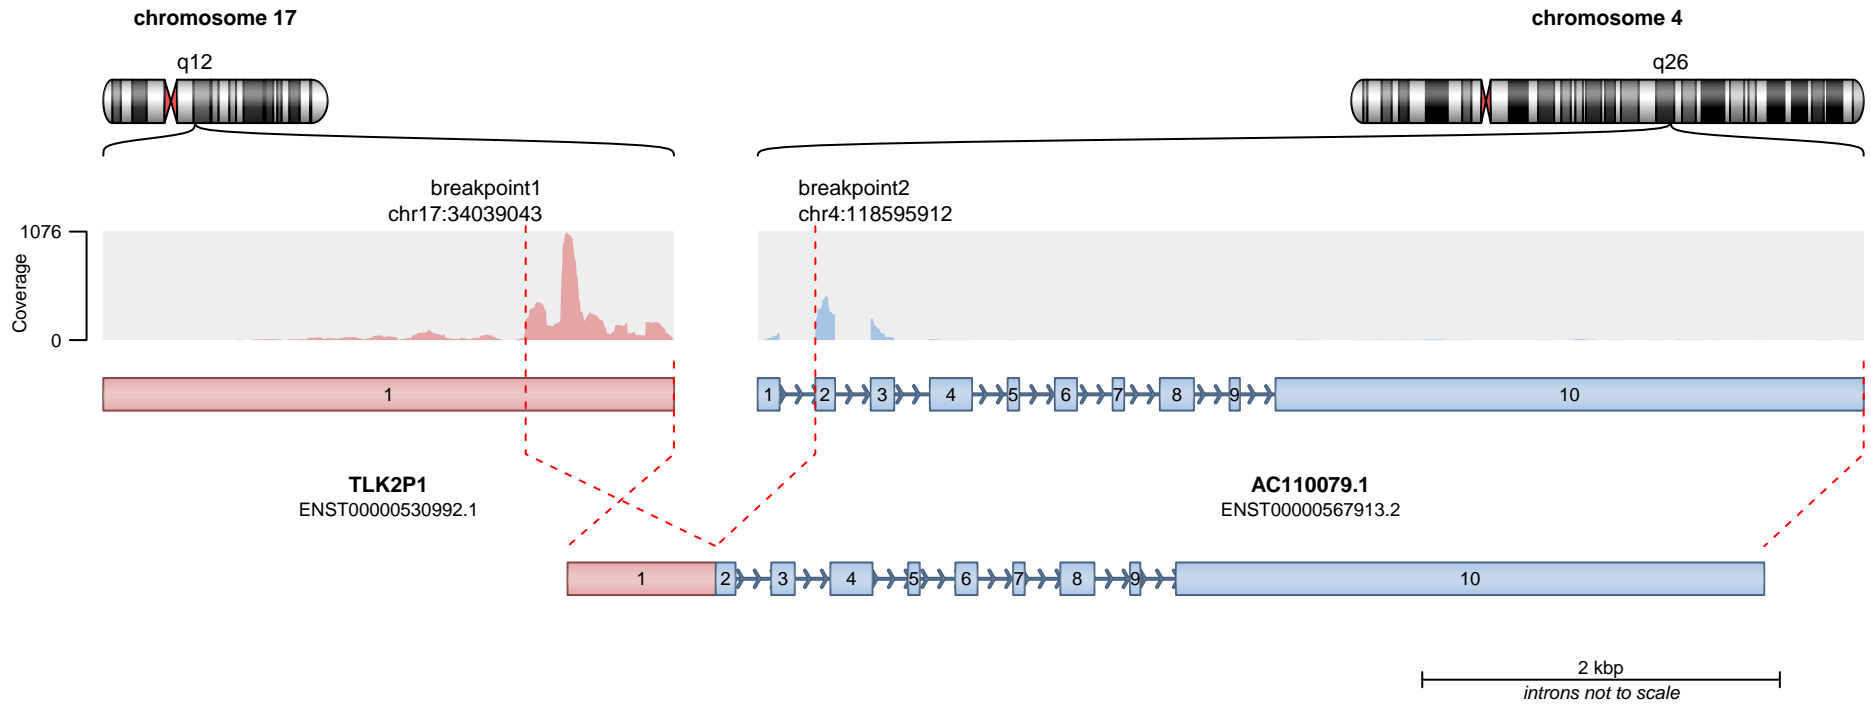 chromosome 17
chromosome 4
q12
q26
breakpoint1
chr17:34039043
breakpoint2
chr4:118595912
1076
0
Coverage
1
1 2 3 4 5 6 7 8 9 10
TLK2P1
ENST00000530992.1
AC110079.1
ENST00000567913.2
1 2 3 4 5 6 7 8 9 10
2 kbp
introns not to scale